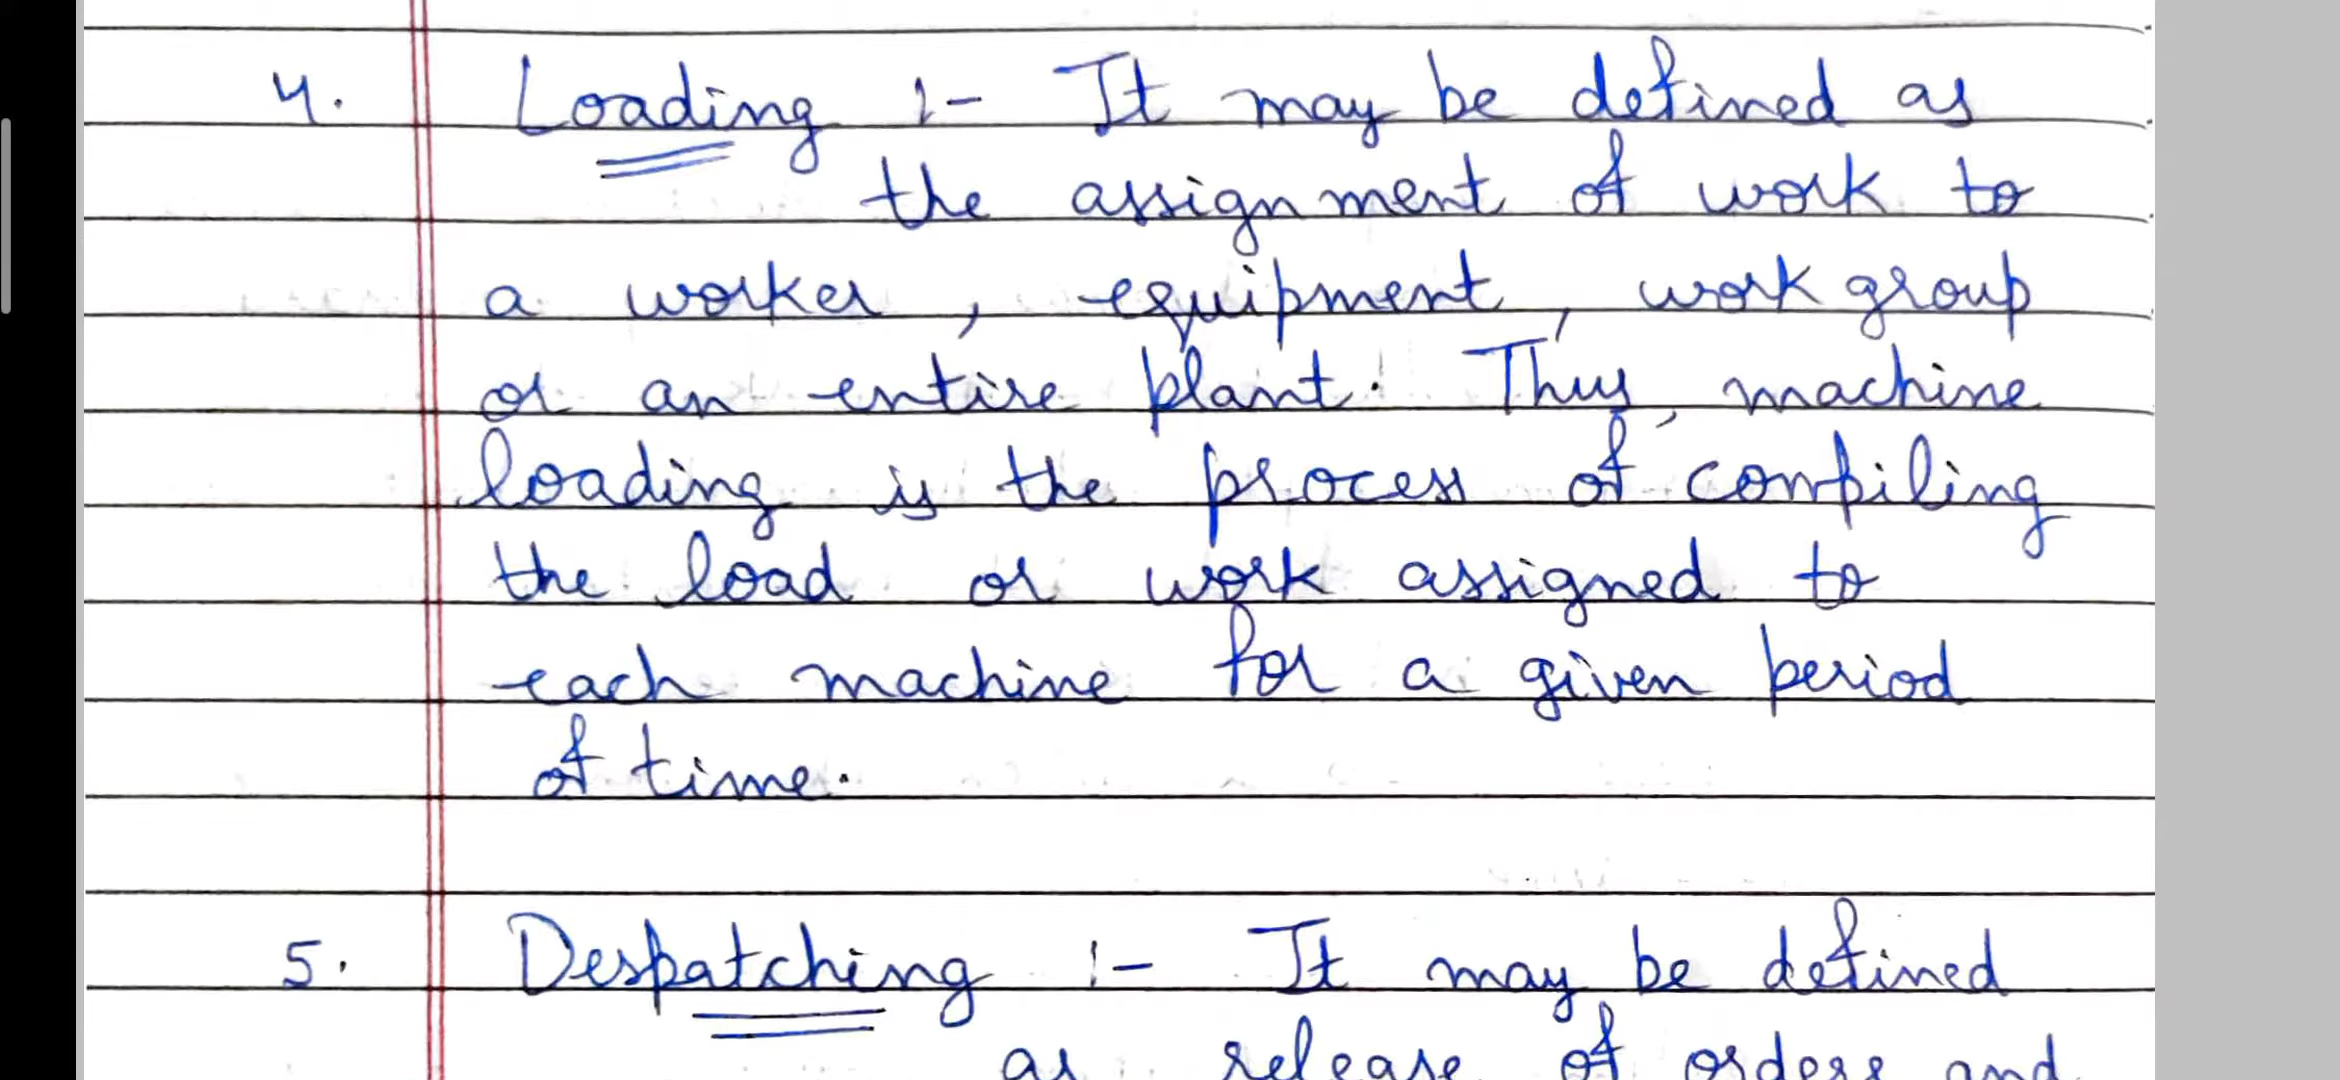 4. Loading :- It may be defined as
the assignment of work to
a worker, equipment, work group
or an entire plant. Thus, machine
loading is the process of compiling
the load or work assigned to
each machine for a given period
of time.
5. Despatching :- It may be defined
as release of orders and